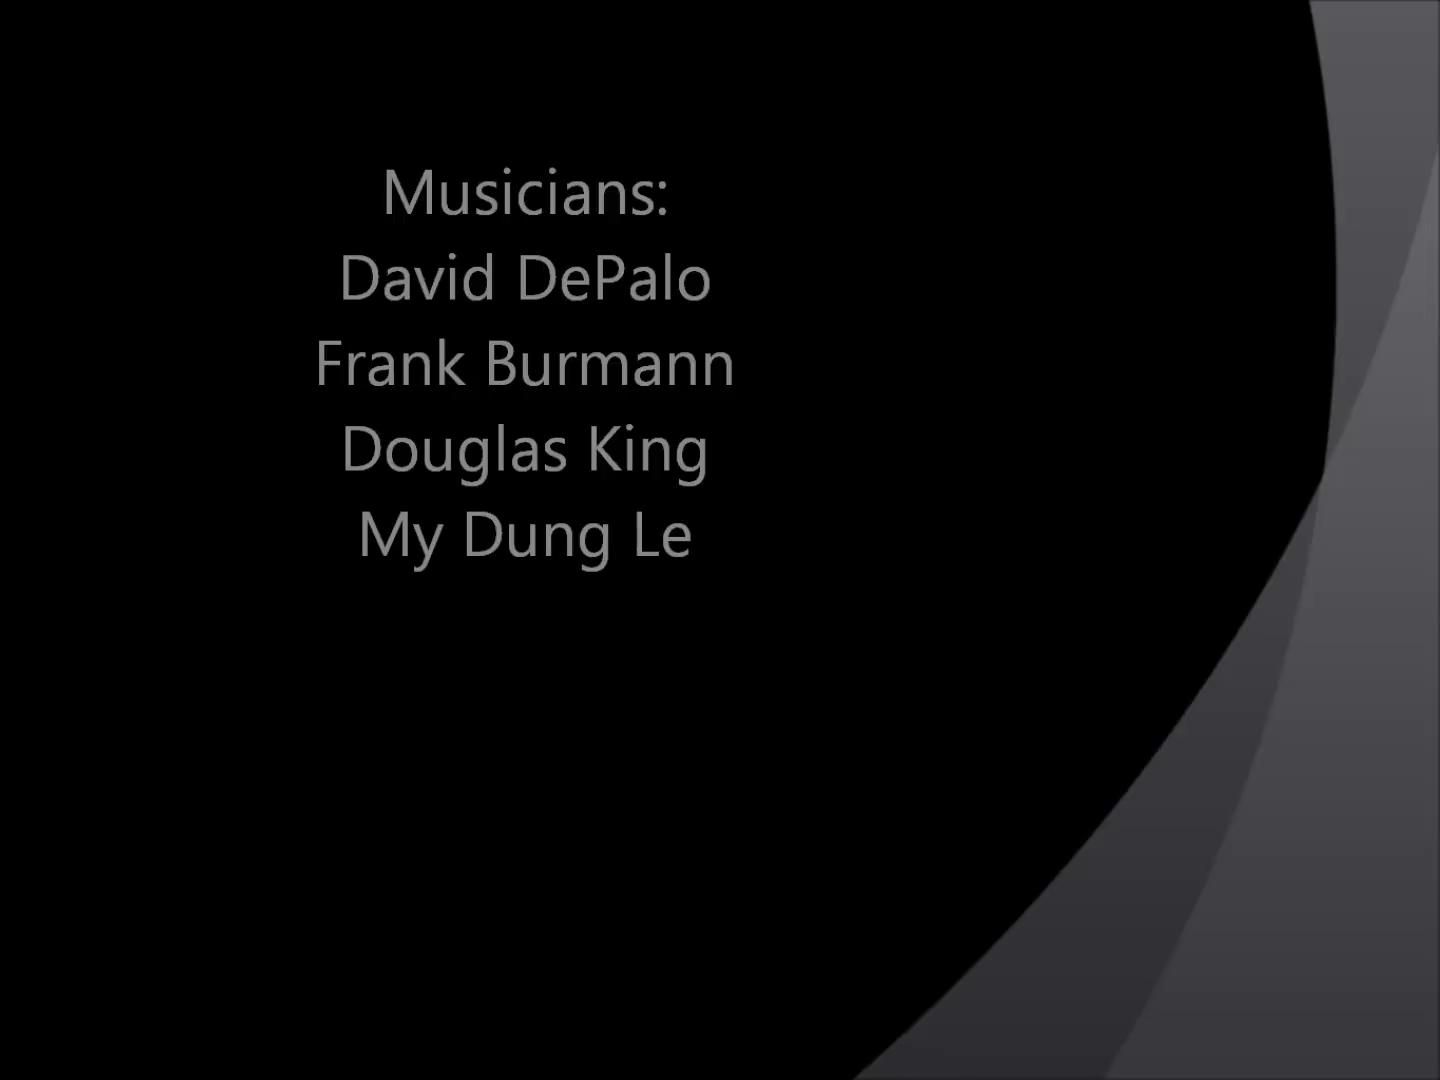 Musicians:
David DePalo
Frank Burmann
Douglas King
My Dung Le